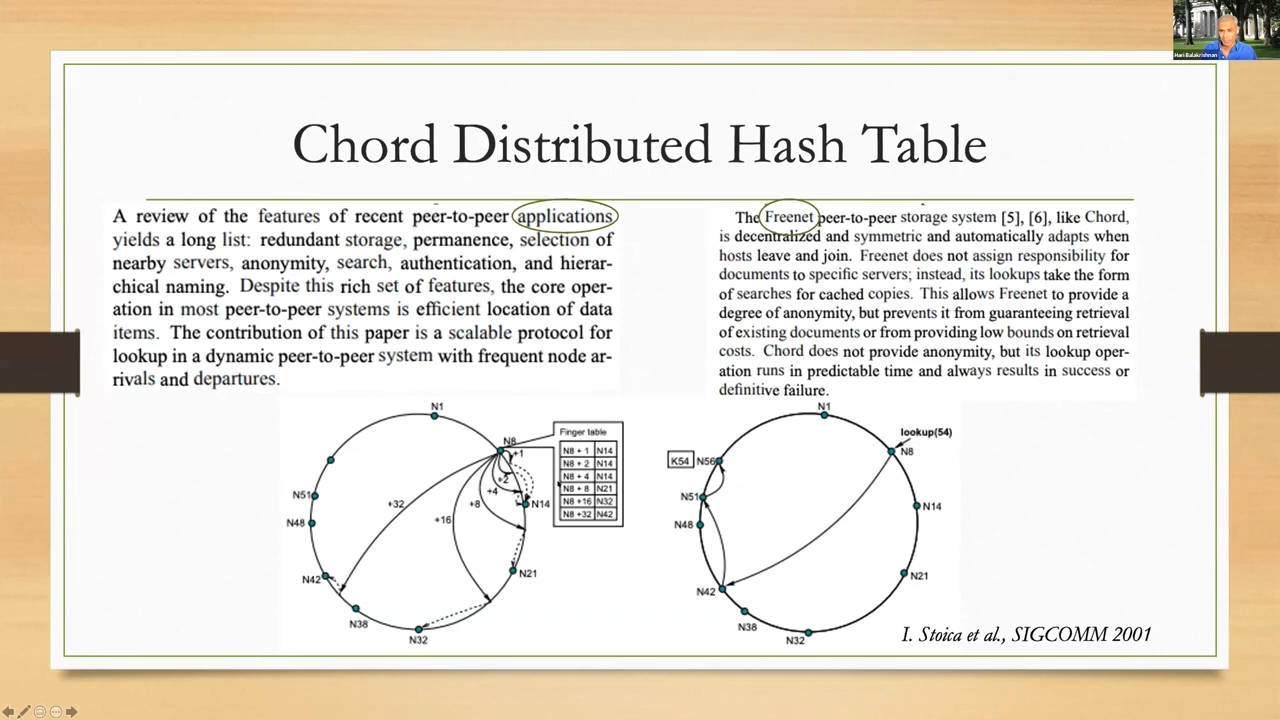 Hari Balakrishnan
Chord Distributed Hash Table
A review of the features of recent peer-to-peer applications
yields a long list: redundant storage, permanence, selection of
nearby servers, anonymity, search, authentication, and hierar-
chical naming. Despite this rich set of features, the core oper-
ation in most peer-to-peer systems is efficient location of data
items. The contribution of this paper is a scalable protocol for
lookup in a dynamic peer-to-peer system with frequent node ar-
rivals and departures.
The Freenet peer-to-peer storage system [5], [6], like Chord,
is decentralized and symmetric and automatically adapts when
hosts leave and join. Freenet does not assign responsibility for
documents to specific servers; instead, its lookups take the form
of searches for cached copies. This allows Freenet to provide a
degree of anonymity, but prevents it from guaranteeing retrieval
of existing documents or from providing low bounds on retrieval
costs. Chord does not provide anonymity, but its lookup oper-
ation runs in predictable time and always results in success or
definitive failure.
N1
N8
+1
+2
+4
+8
+16
+32
N14
N21
N32
N38
N42
N48
N51
Finger table
N8 + 1 N14
N8 + 2 N14
N8 + 4 N14
N8 + 8 N21
N8 +16 N32
N8 +32 N42
N1
lookup(54)
N8
N14
N21
N32
N38
N42
N48
N51
K54 N56
I. Stoica et al., SIGCOMM 2001